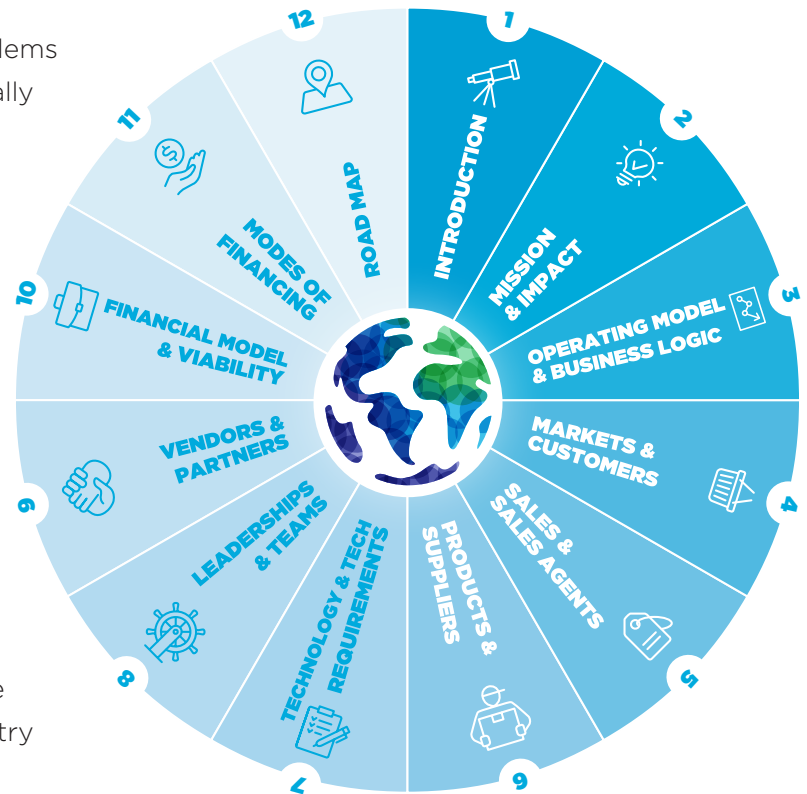 lems
ally
e
try
1
INTRODUCTION
2
MISSION
& IMPACT
3
OPERATING MODEL
& BUSINESS LOGIC
4
MARKETS &
CUSTOMERS
5
SALES &
SALES AGENTS
6
PRODUCTS &
SUPPLIERS
7
TECHNOLOGY & TECH
REQUIREMENTS
8
LEADERSHIPS
& TEAMS
9
VENDORS &
PARTNERS
10
FINANCIAL MODEL
& VIABILITY
11
MODES OF
FINANCING
$
12
ROAD MAP